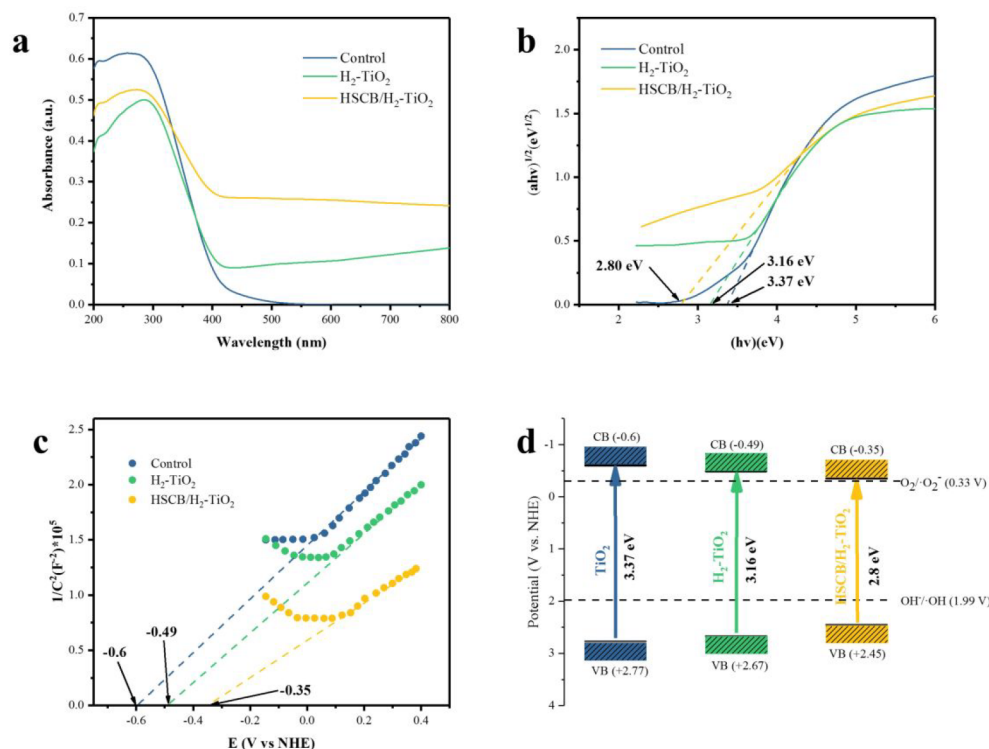 a
Absorbance (a.u.)
0.7
0.6
0.5
0.4
0.3
0.2
0.1
0.0
Control
H₂-TiO₂
HSCB/H₂-TiO₂
200 300 400 500 600 700 800
Wavelength (nm)
b
(ahv)¹ᐟ²(eV¹ᐟ²)
2.0
1.5
1.0
0.5
0.0
Control
H₂-TiO₂
HSCB/H₂-TiO₂
2.80 eV
3.16 eV
3.37 eV
2 3 4 5 6
(hv)(eV)
c
1/C²(F⁻²)*10⁵
2.5
2.0
1.5
1.0
0.5
0.0
Control
H₂-TiO₂
HSCB/H₂-TiO₂
-0.49
-0.6
-0.35
-0.6 -0.4 -0.2 0.0 0.2 0.4
E (V vs NHE)
d
Potential (V vs. NHE)
-1
0
1
2
3
4
CB (-0.6)
CB (-0.49)
CB (-0.35)
O₂/·O₂⁻ (0.33 V)
TiO₂
3.37 eV
H₂-TiO₂
3.16 eV
HSCB/H₂-TiO₂
2.8 eV
OH⁻/·OH (1.99 V)
VB (+2.77)
VB (+2.67)
VB (+2.45)